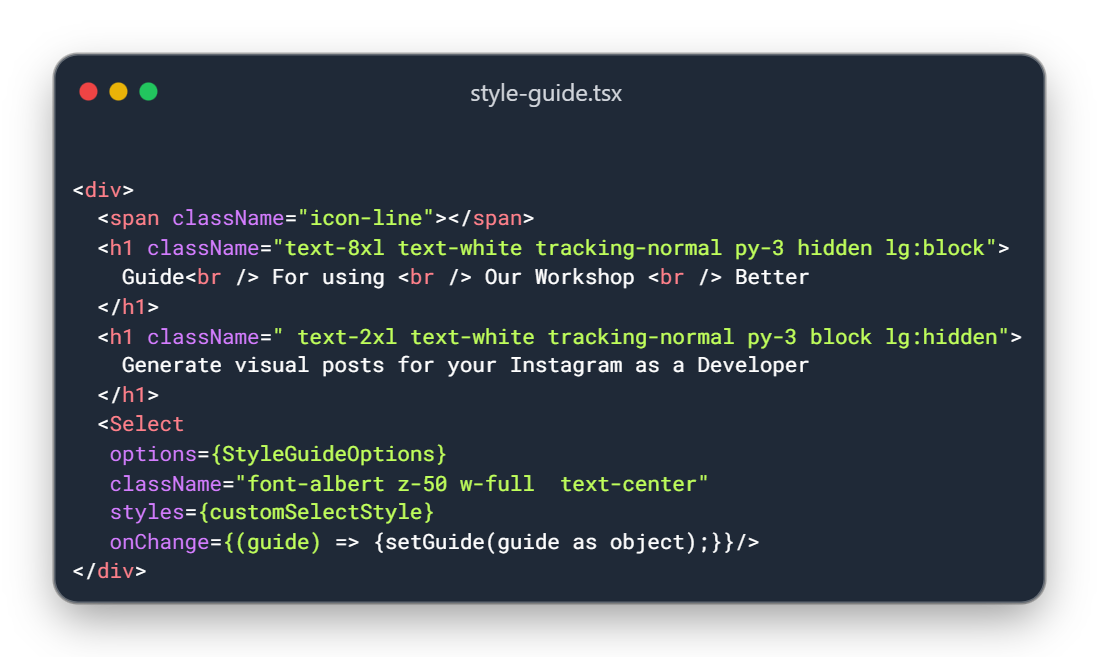 style-guide.tsx
<div>
<span className="icon-line"></span>
<h1 className="text-8xl text-white tracking-normal py-3 hidden lg:block">
Guide<br /> For using <br /> Our Workshop <br /> Better
</h1>
<h1 className=" text-2xl text-white tracking-normal py-3 block lg:hidden">
Generate visual posts for your Instagram as a Developer
</h1>
<Select
options={StyleGuideOptions}
className="font-albert z-50 w-full  text-center"
styles={customSelectStyle}
onChange={(guide) => {setGuide(guide as object);}}/>
</div>